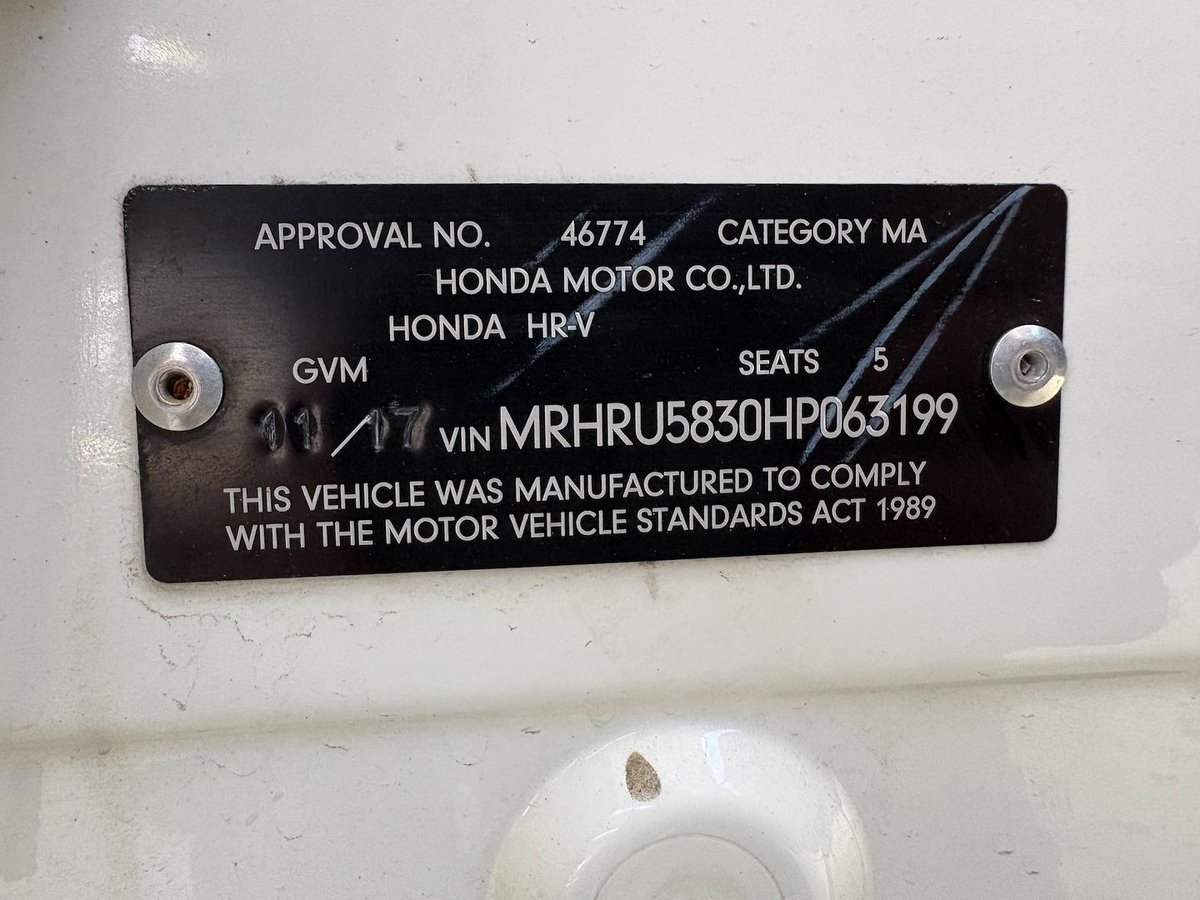 APPROVAL NO. 46774 CATEGORY MA
HONDA MOTOR CO.,LTD.
HONDA HR-V
GVM SEATS 5
11/17 VIN MRHRU5830HP063199
THIS VEHICLE WAS MANUFACTURED TO COMPLY
WITH THE MOTOR VEHICLE STANDARDS ACT 1989